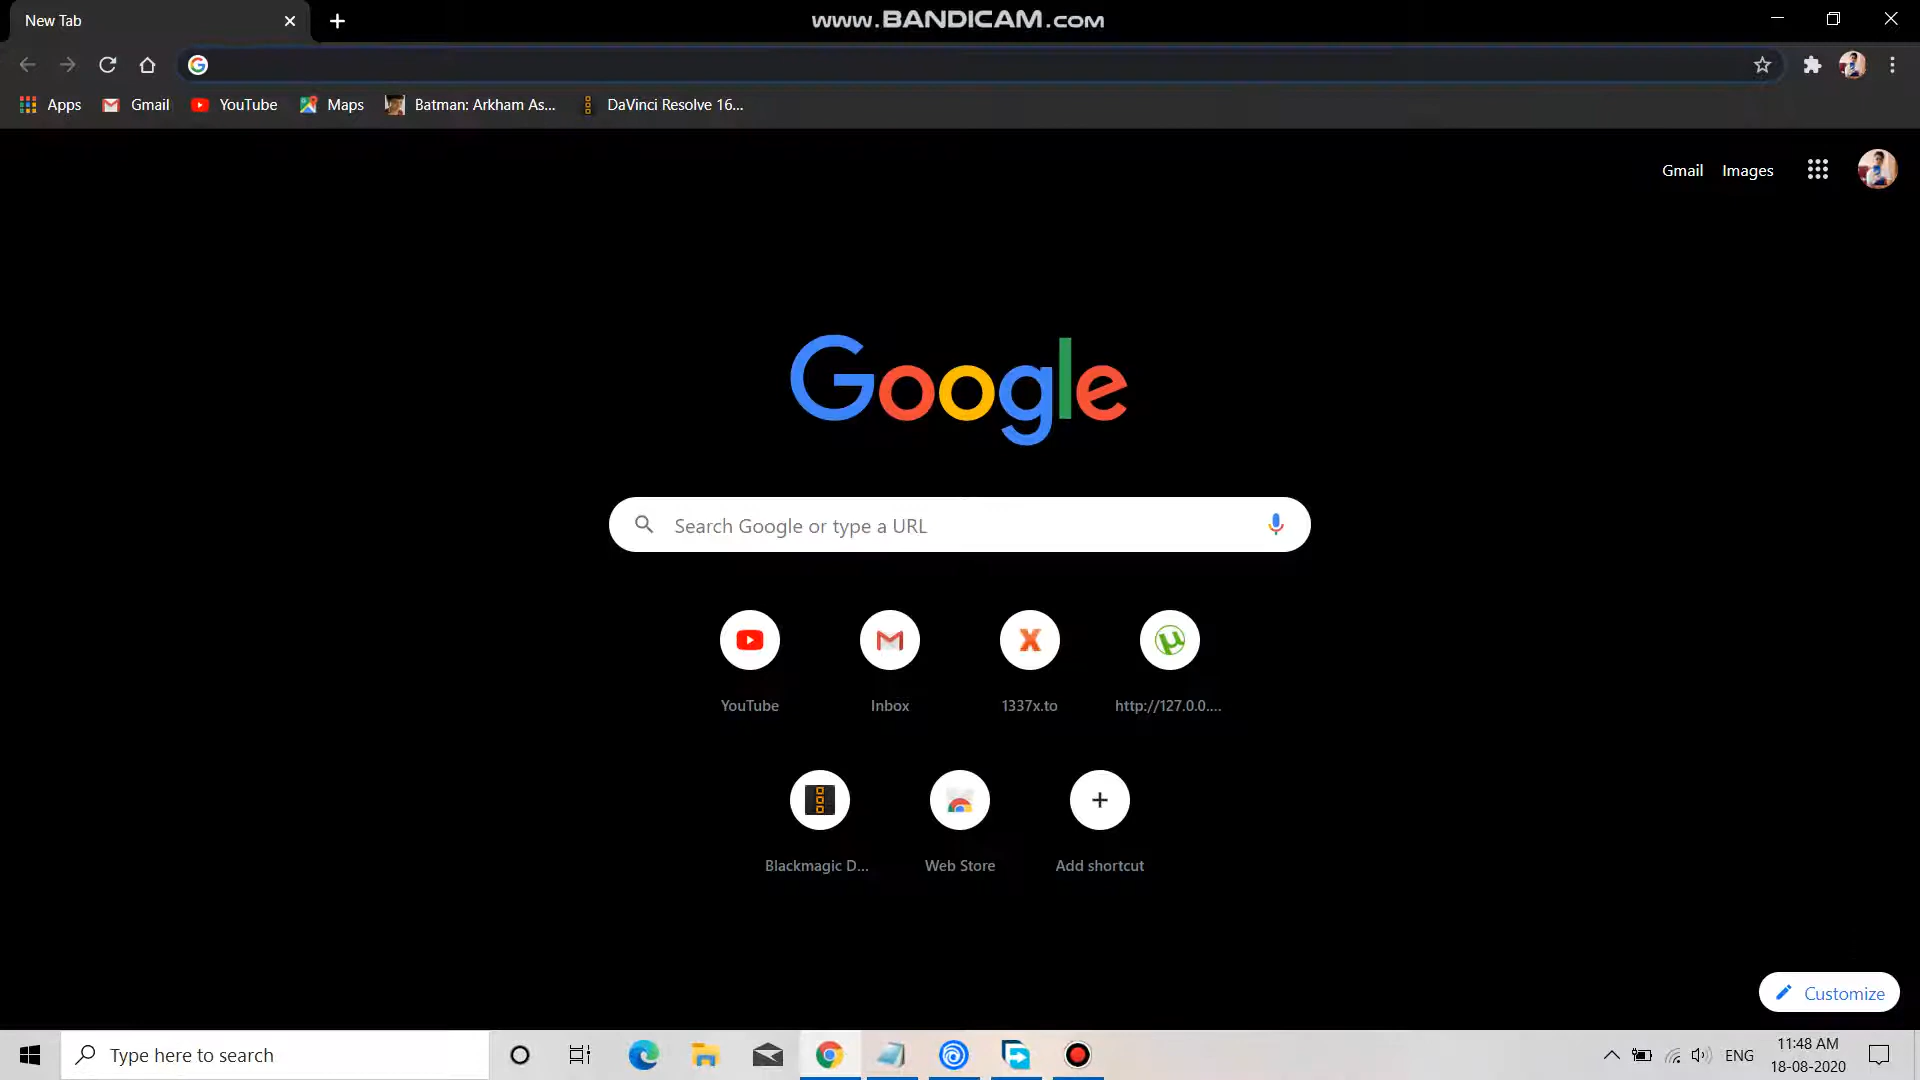 New Tab
www.BANDICAM.com
Apps
Gmail
YouTube
Maps
Batman: Arkham As...
DaVinci Resolve 16...
Gmail
Images
Google
Search Google or type a URL
YouTube
Inbox
1337x.to
http://127.0.0....
Blackmagic D...
Web Store
Add shortcut
Customize
Type here to search
ENG
11:48 AM
18-08-2020